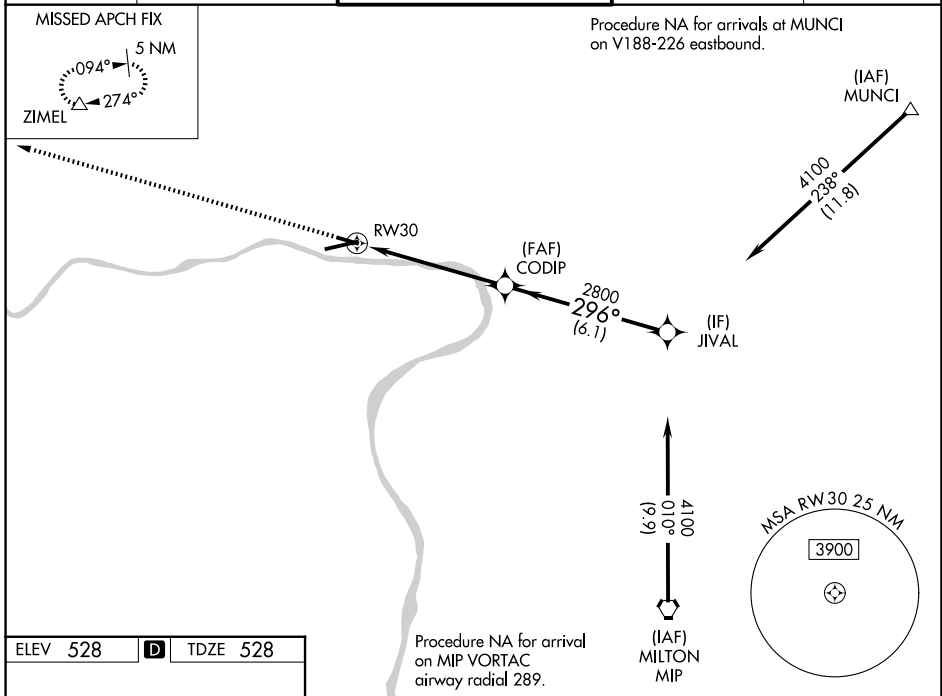 MISSED APCH FIX
5 NM
094°
274°
ZIMEL
Procedure NA for arrivals at MUNCI
on V188-226 eastbound.
(IAF)
MUNCI
4100
238°
(11.8)
RW30
(FAF)
CODIP
2800
296°
(6.1)
(IF)
JIVAL
4100
010°
(9.9)
MSA RW30 25 NM
3900
(IAF)
MILTON
MIP
Procedure NA for arrival
on MIP VORTAC
airway radial 289.
ELEV 528 D TDZE 528